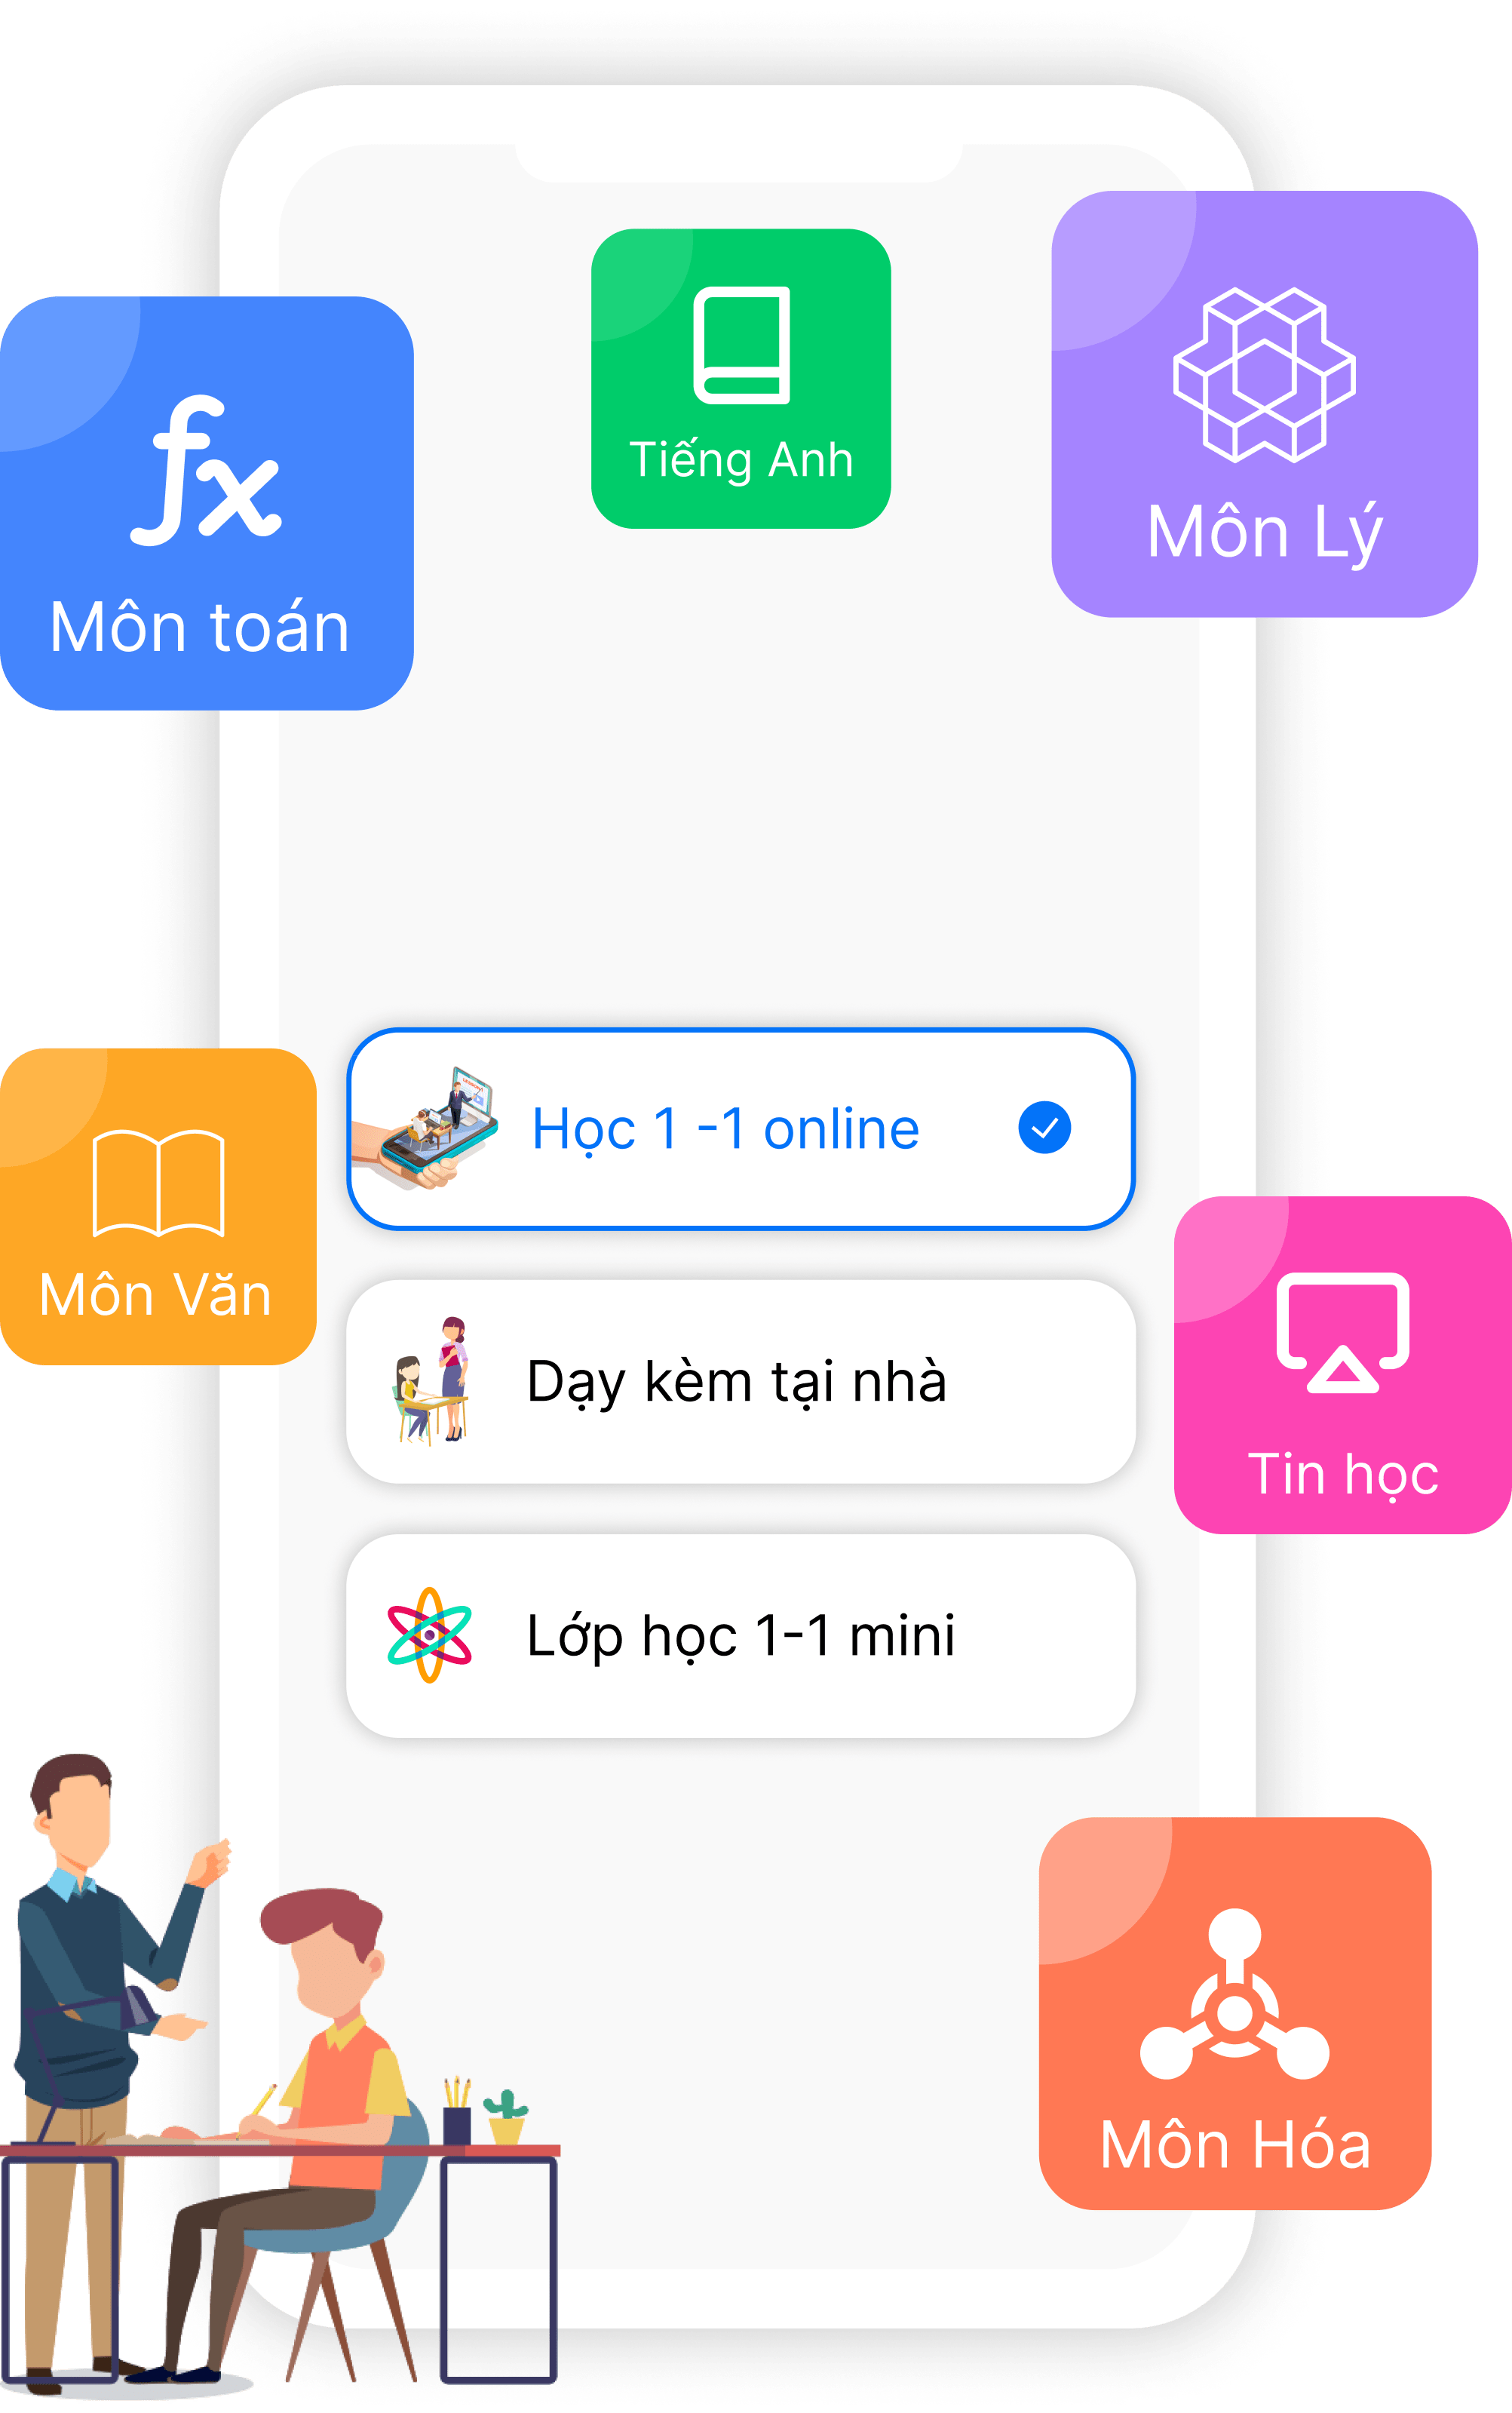 Tiếng Anh
Môn Lý
Môn toán
Học 1 -1 online
Môn Văn
Dạy kèm tại nhà
Tin học
Lớp học 1-1 mini
Môn Hóa